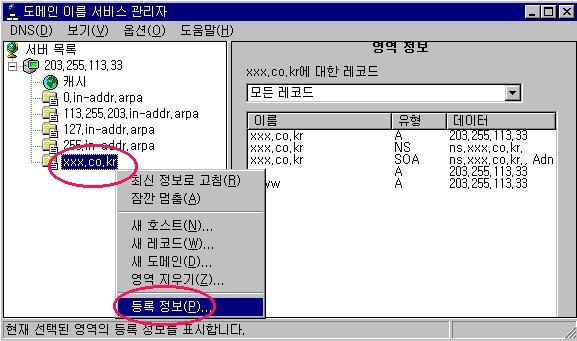 도메인 이름 서비스 관리자
DNS(D) 보기(V) 옵션(O) 도움말(H)
서버 목록
203,255,113,33
캐시
0,in-addr,arpa
113,255,203,in-addr,arpa
127,in-addr,arpa
255,in-addr,arpa
xxx,co,kr
최신 정보로 고침(R)
잠깐 멈춤(A)
새 호스트(N)...
새 레코드(W)...
새 도메인(D)...
영역 지우기(Z)...
등록 정보(P)...
영역 정보
xxx,co,kr에 대한 레코드
모든 레코드
이름 유형 데이터
xxx,co,kr A 203,255,113,33
xxx,co,kr NS ns,xxx,co,kr,
xxx,co,kr SOA ns,xxx,co,kr,, Adn
A 203,255,113,33
A 203,255,113,33
현재 선택된 영역의 등록 정보를 표시합니다.